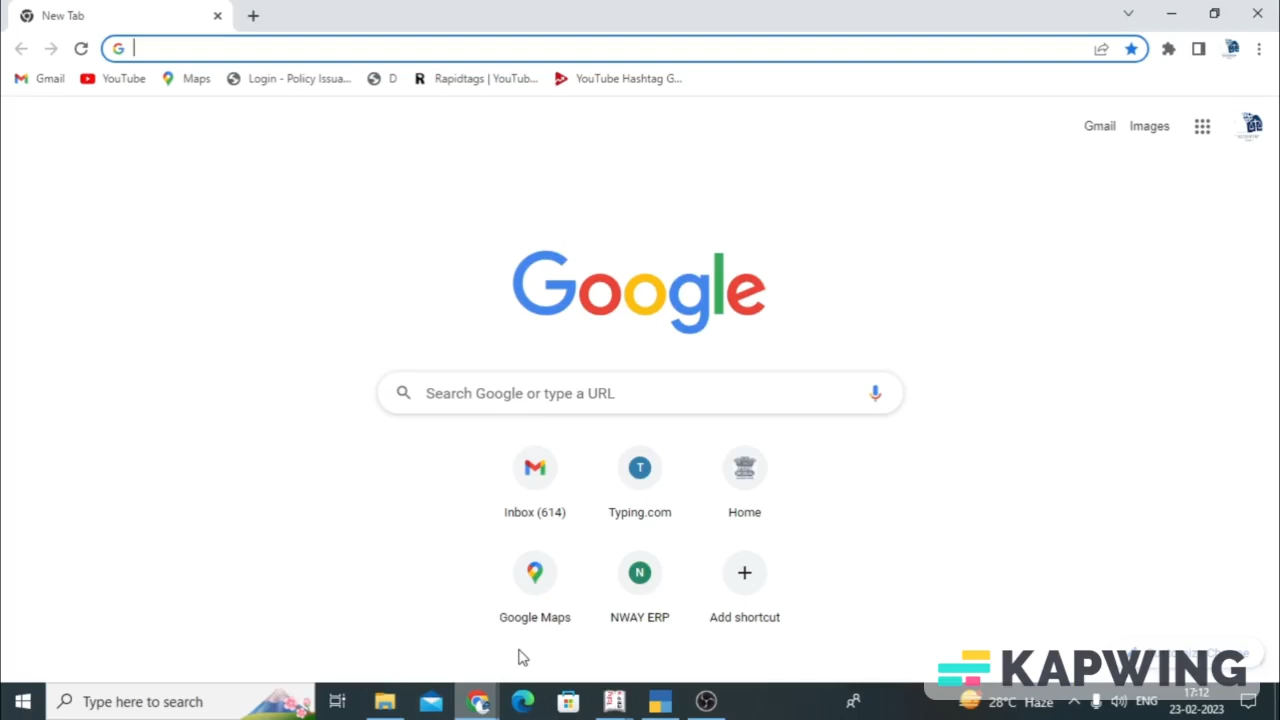 New Tab
Gmail YouTube Maps Login - Policy Issua... D R Rapidtags | YouTub... YouTube Hashtag G...
Gmail Images
Google
Search Google or type a URL
T
Inbox (614) Typing.com Home
N
Google Maps NWAY ERP Add shortcut
KAPWING
Type here to search
28°C Haze ENG 17:12
23-02-2023